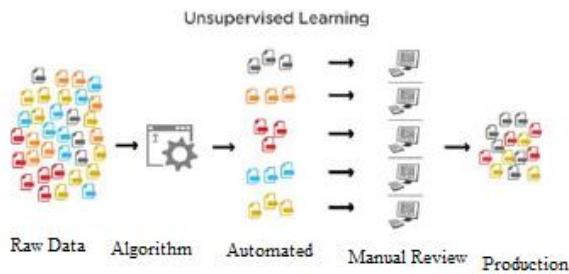 Unsupervised Learning
Raw Data
Algorithm
Automated
Manual Review
Production